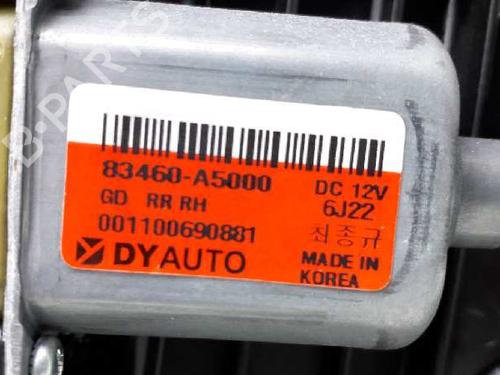 B-PARTS
83460-A5000
DC 12V
GD RR RH
6J22
001100690881
최종규
DYAUTO
MADE IN
KOREA